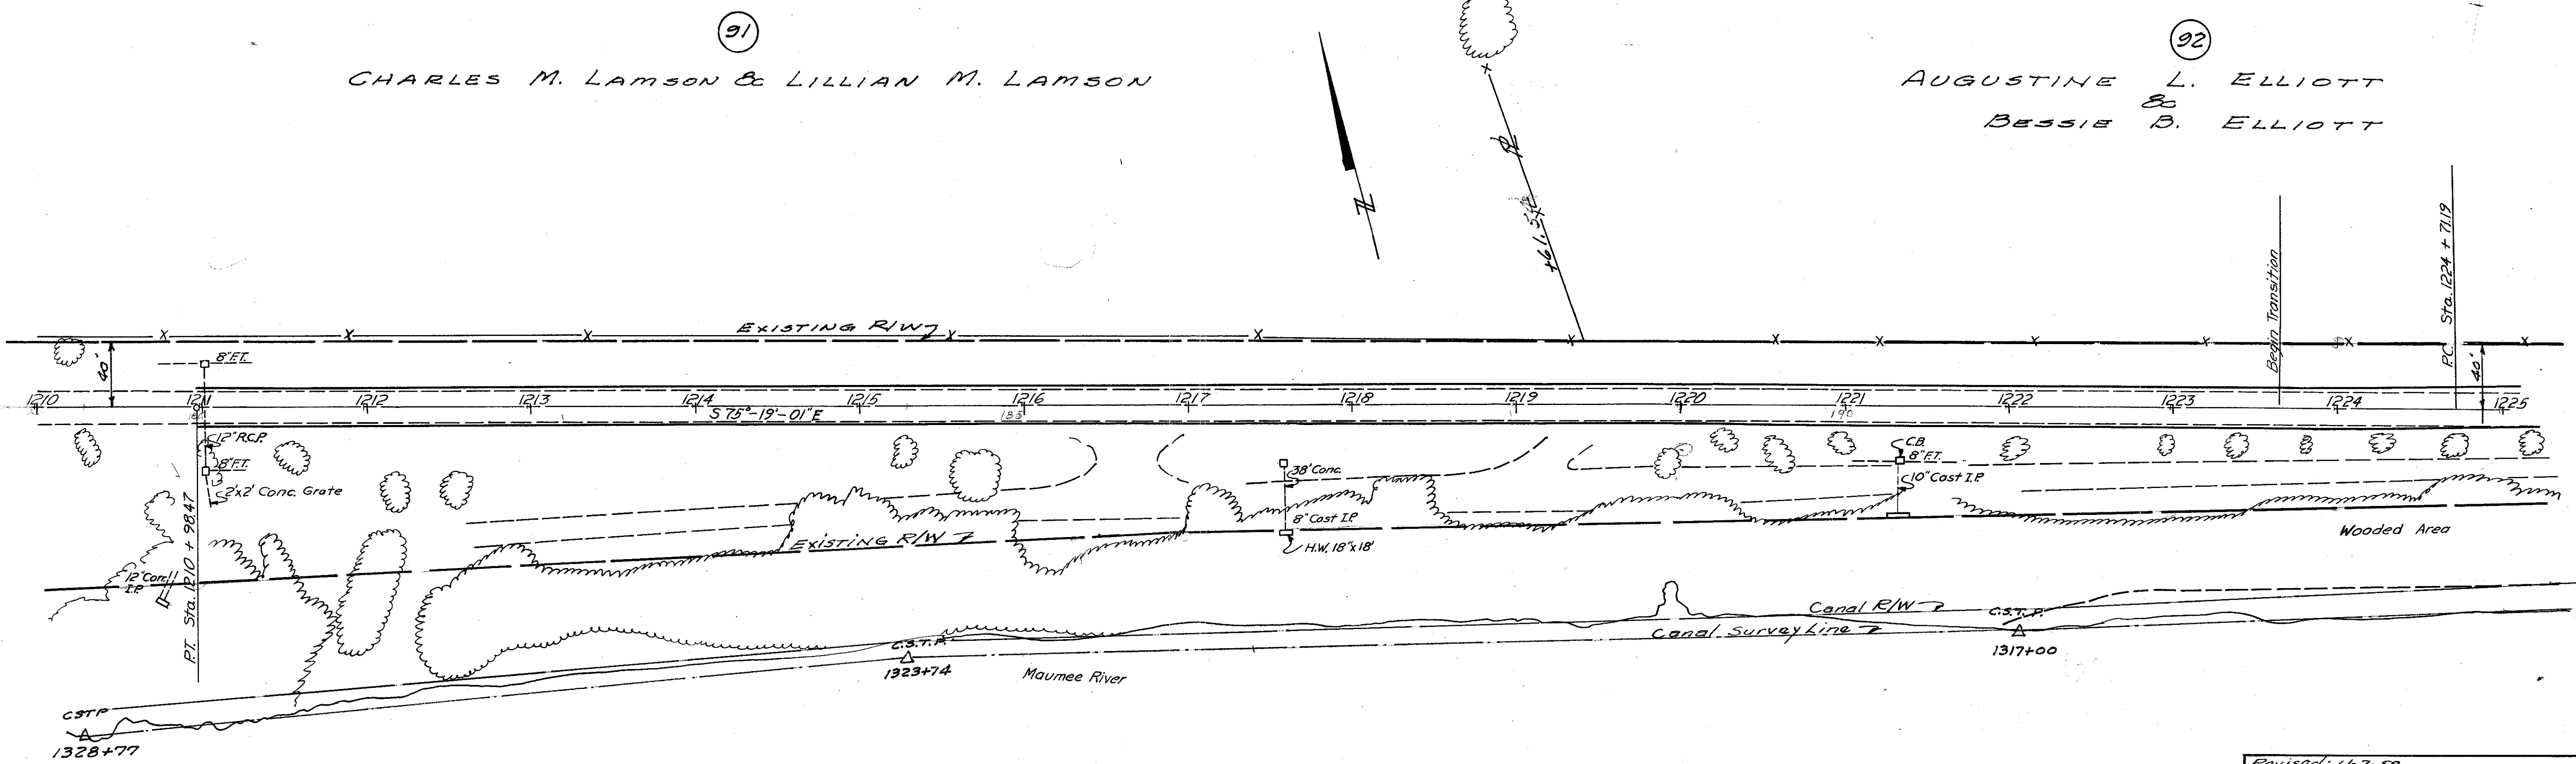 91
CHARLES M. LAMSON & LILLIAN M. LAMSON
92
AUGUSTINE L. ELLIOTT
&
BESSIE B. ELLIOTT
N
Begin Transition
P.C. Sta. 1224 + 71.19
EXISTING R/W
40'
8" F.T.
40'
1210 1211 1212 1213 1214 1215 1216 1217 1218 1219 1220 1221 1222 1223 1224 1225
S 75°-19'-01" E
185
190
12" R.C.P.
8" F.T.
2'x2' Conc. Grate
38' Conc.
8" Cast I.P.
H.W. 18"x18'
C.B.
8" F.T.
10" Cast I.P.
EXISTING R/W
Wooded Area
12" Conc.
I.P.
P.T. Sta. 1210 + 98.47
Canal R/W
Canal Survey Line
C.S.T.P.
1317+00
C.S.T.P.
1323+74
Maumee River
CSTP
1328+77